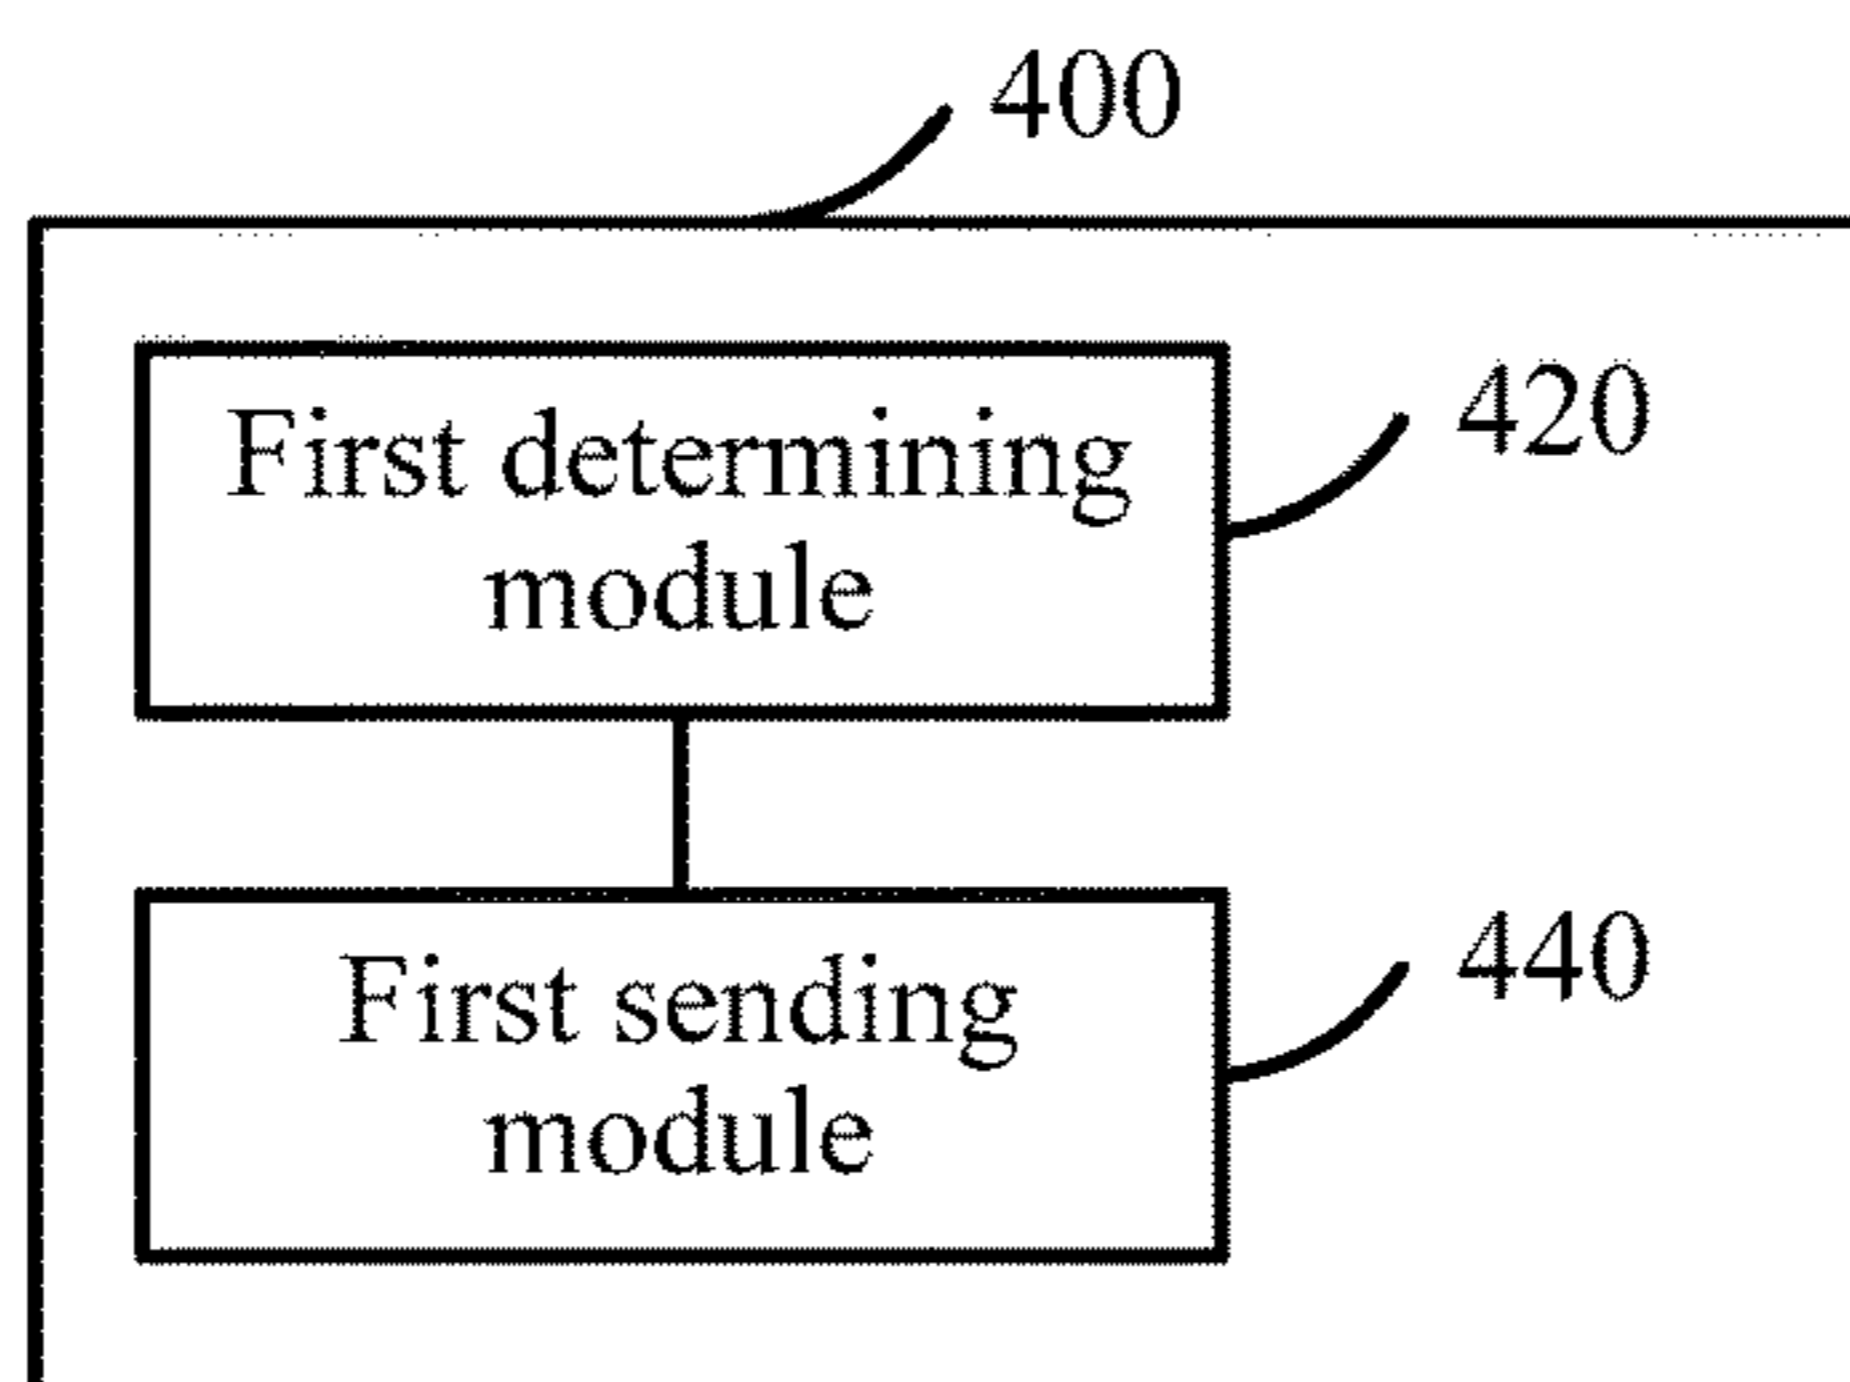 400
First determining
module
420
First sending
module
440